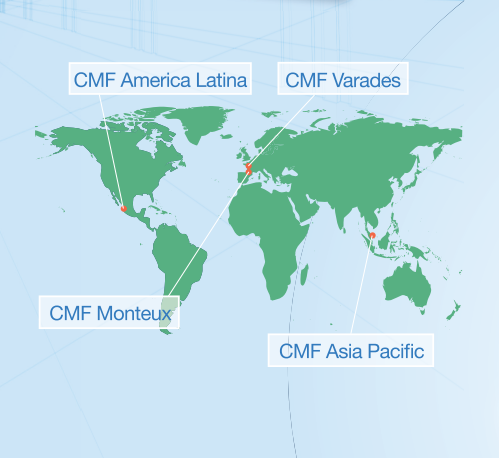 CMF America Latina
CMF Varades
CMF Monteux
CMF Asia Pacific